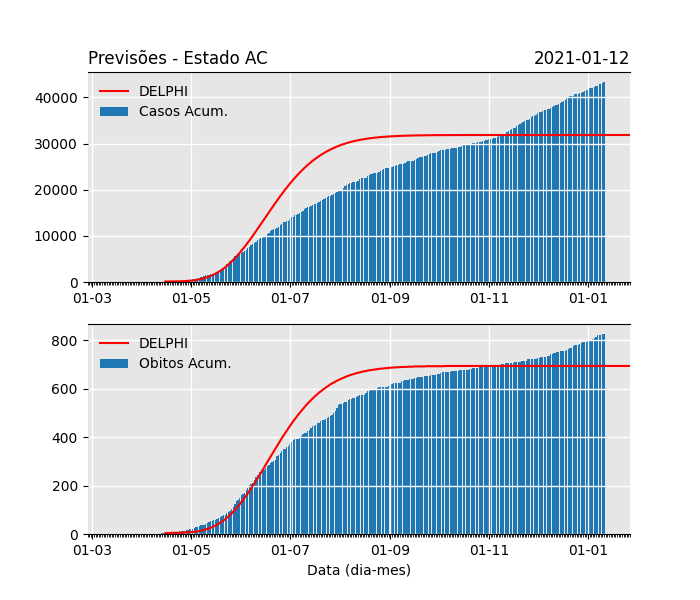 Previsões - Estado AC 2021-01-12
DELPHI
Casos Acum.
40000
30000
20000
10000
0
01-03 01-05 01-07 01-09 01-11 01-01
DELPHI
Obitos Acum.
800
600
400
200
0
01-03 01-05 01-07 01-09 01-11 01-01
Data (dia-mes)